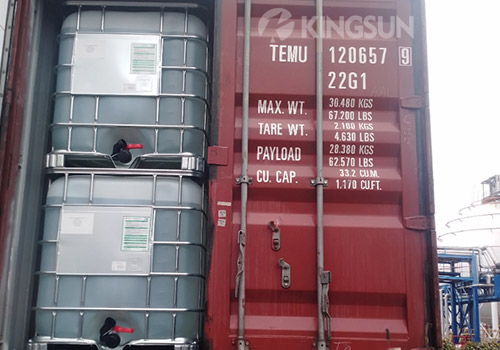 KINGSUN
TEMU 120657 9
22G1
MAX. WT. 30.480 KGS
67.200 LBS
TARE WT. 2.100 KGS
4.630 LBS
PAYLOAD 28.380 KGS
62.570 LBS
CU. CAP. 33.2 CU.M.
1.170 CU.FT.